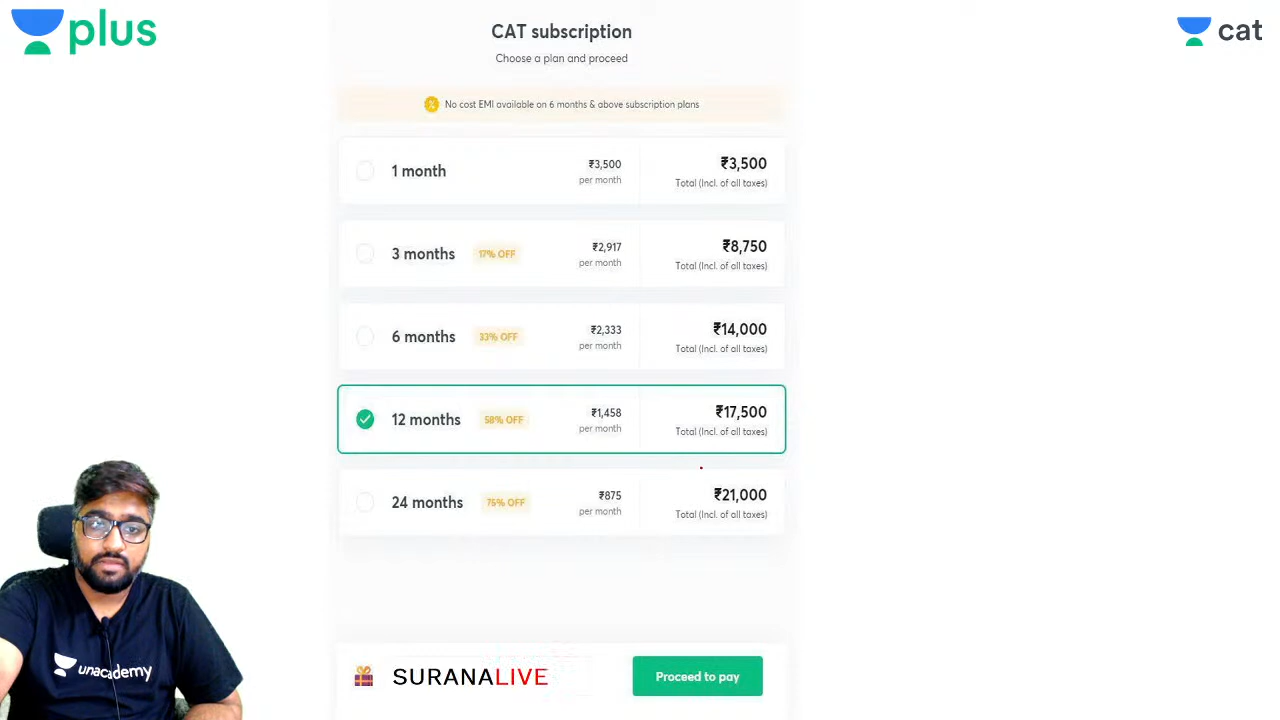 plus
cat
CAT subscription
Choose a plan and proceed
No cost EMI available on 6 months & above subscription plans
1 month
₹3,500
per month
₹3,500
Total (Incl. of all taxes)
3 months
17% OFF
₹2,917
per month
₹8,750
Total (Incl. of all taxes)
6 months
33% OFF
₹2,333
per month
₹14,000
Total (Incl. of all taxes)
12 months
58% OFF
₹1,458
per month
₹17,500
Total (Incl. of all taxes)
24 months
75% OFF
₹875
per month
₹21,000
Total (Incl. of all taxes)
SURANALIVE
Proceed to pay
unacademy